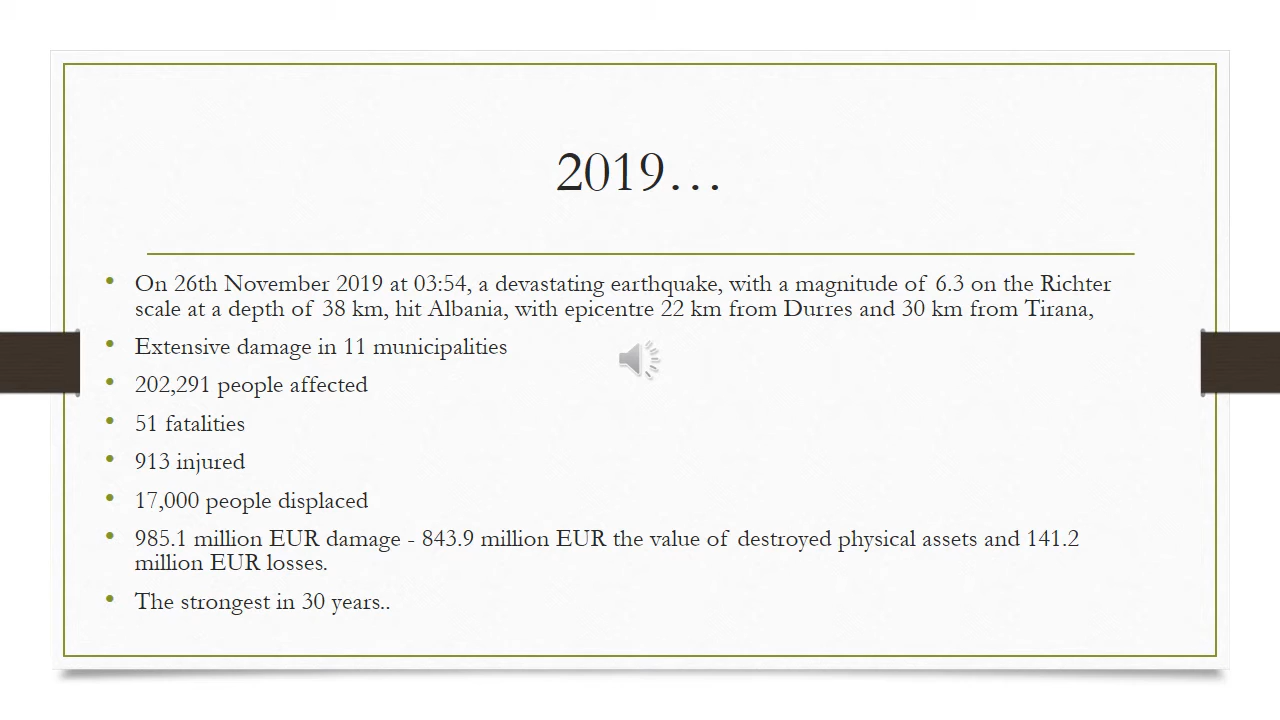 2019…
• On 26th November 2019 at 03:54, a devastating earthquake, with a magnitude of 6.3 on the Richter
scale at a depth of 38 km, hit Albania, with epicentre 22 km from Durres and 30 km from Tirana,
• Extensive damage in 11 municipalities
• 202,291 people affected
• 51 fatalities
• 913 injured
• 17,000 people displaced
• 985.1 million EUR damage - 843.9 million EUR the value of destroyed physical assets and 141.2
million EUR losses.
• The strongest in 30 years..